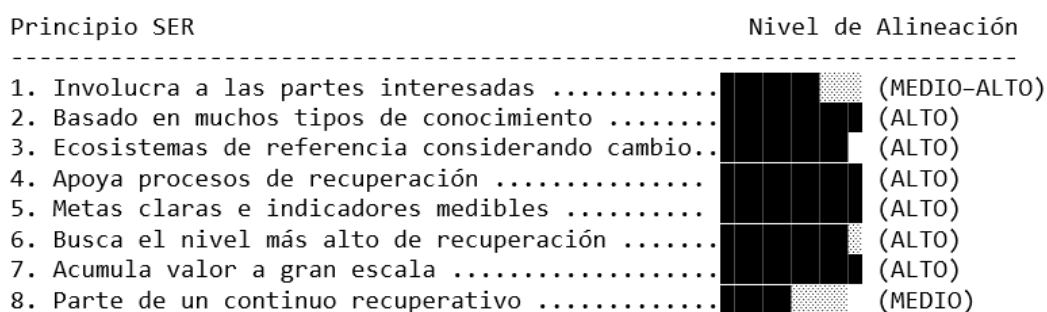 Principio SER Nivel de Alineación
--------------------------------------------------------------------
1. Involucra a las partes interesadas ............ (MEDIO–ALTO)
2. Basado en muchos tipos de conocimiento ........ (ALTO)
3. Ecosistemas de referencia considerando cambio.. (ALTO)
4. Apoya procesos de recuperación ............... (ALTO)
5. Metas claras e indicadores medibles .......... (ALTO)
6. Busca el nivel más alto de recuperación ....... (ALTO)
7. Acumula valor a gran escala ................... (ALTO)
8. Parte de un continuo recuperativo ............. (MEDIO)